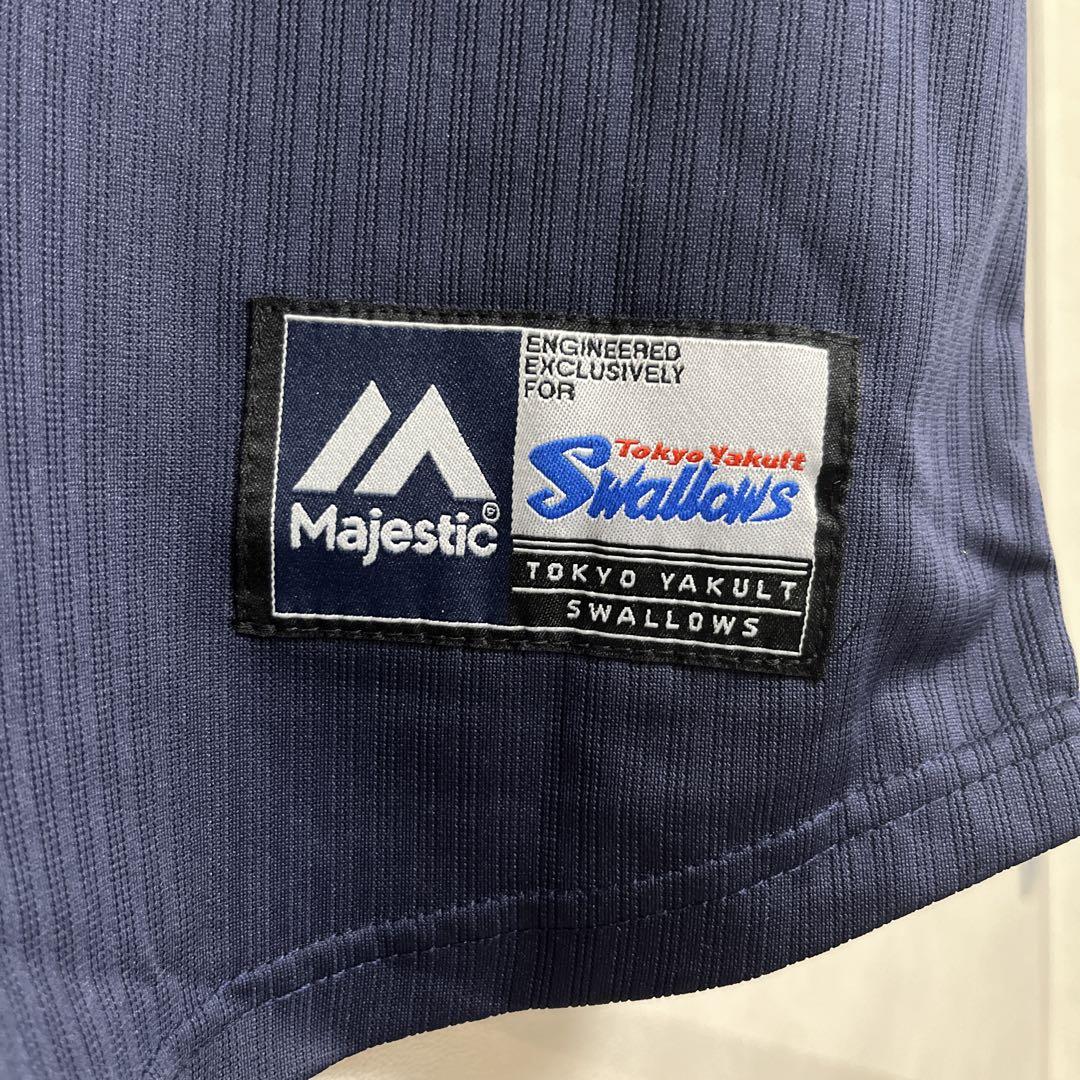 Majestic®
ENGINEERED
EXCLUSIVELY
FOR
Tokyo Yakult
Swallows
TOKYO YAKULT
SWALLOWS